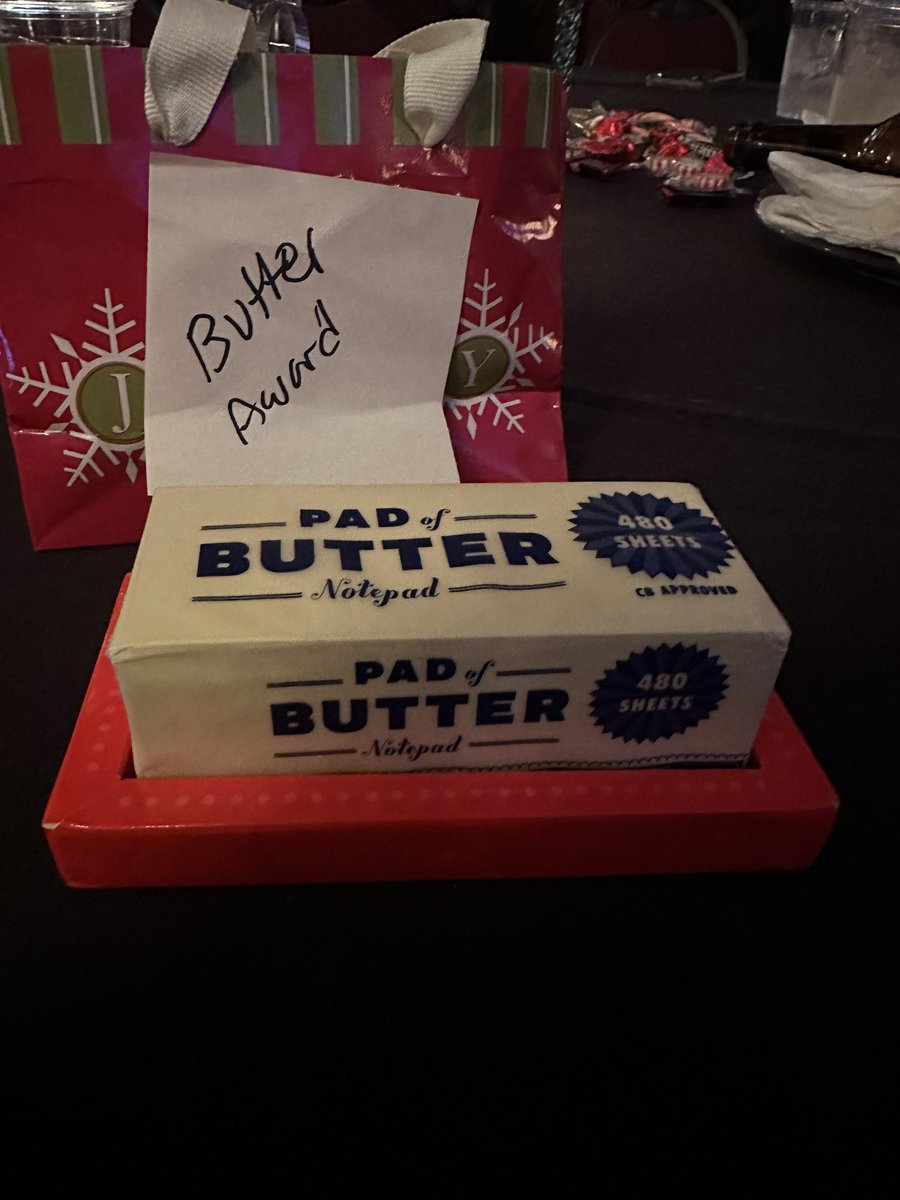 Butter
Award
J
Y
PAD of
BUTTER
Notepad
480
SHEETS
CB APPROVED
PAD of
BUTTER
Notepad
480
SHEETS